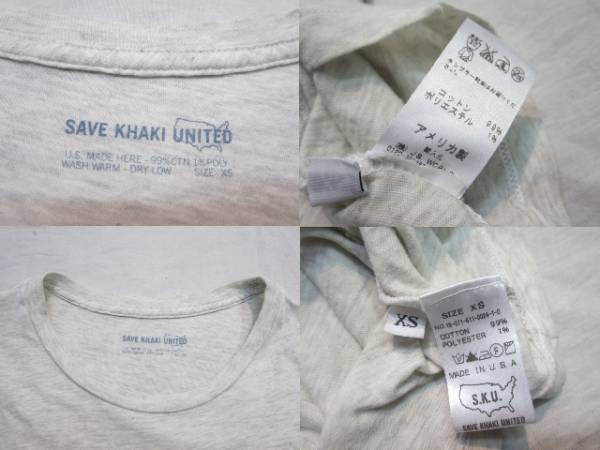 SAVE KHAKI UNITED
U.S. MADE HERE - 99%CTN 1%POLY
WASH WARM - DRY LOW SIZE XS
コットン 99%
ポリエステル 1%
アメリカ製
SAVE KHAKI UNITED
XS
SIZE XS
COTTON 99%
POLYESTER 1%
MADE IN U.S.A
S.K.U.
SAVE KHAKI UNITED